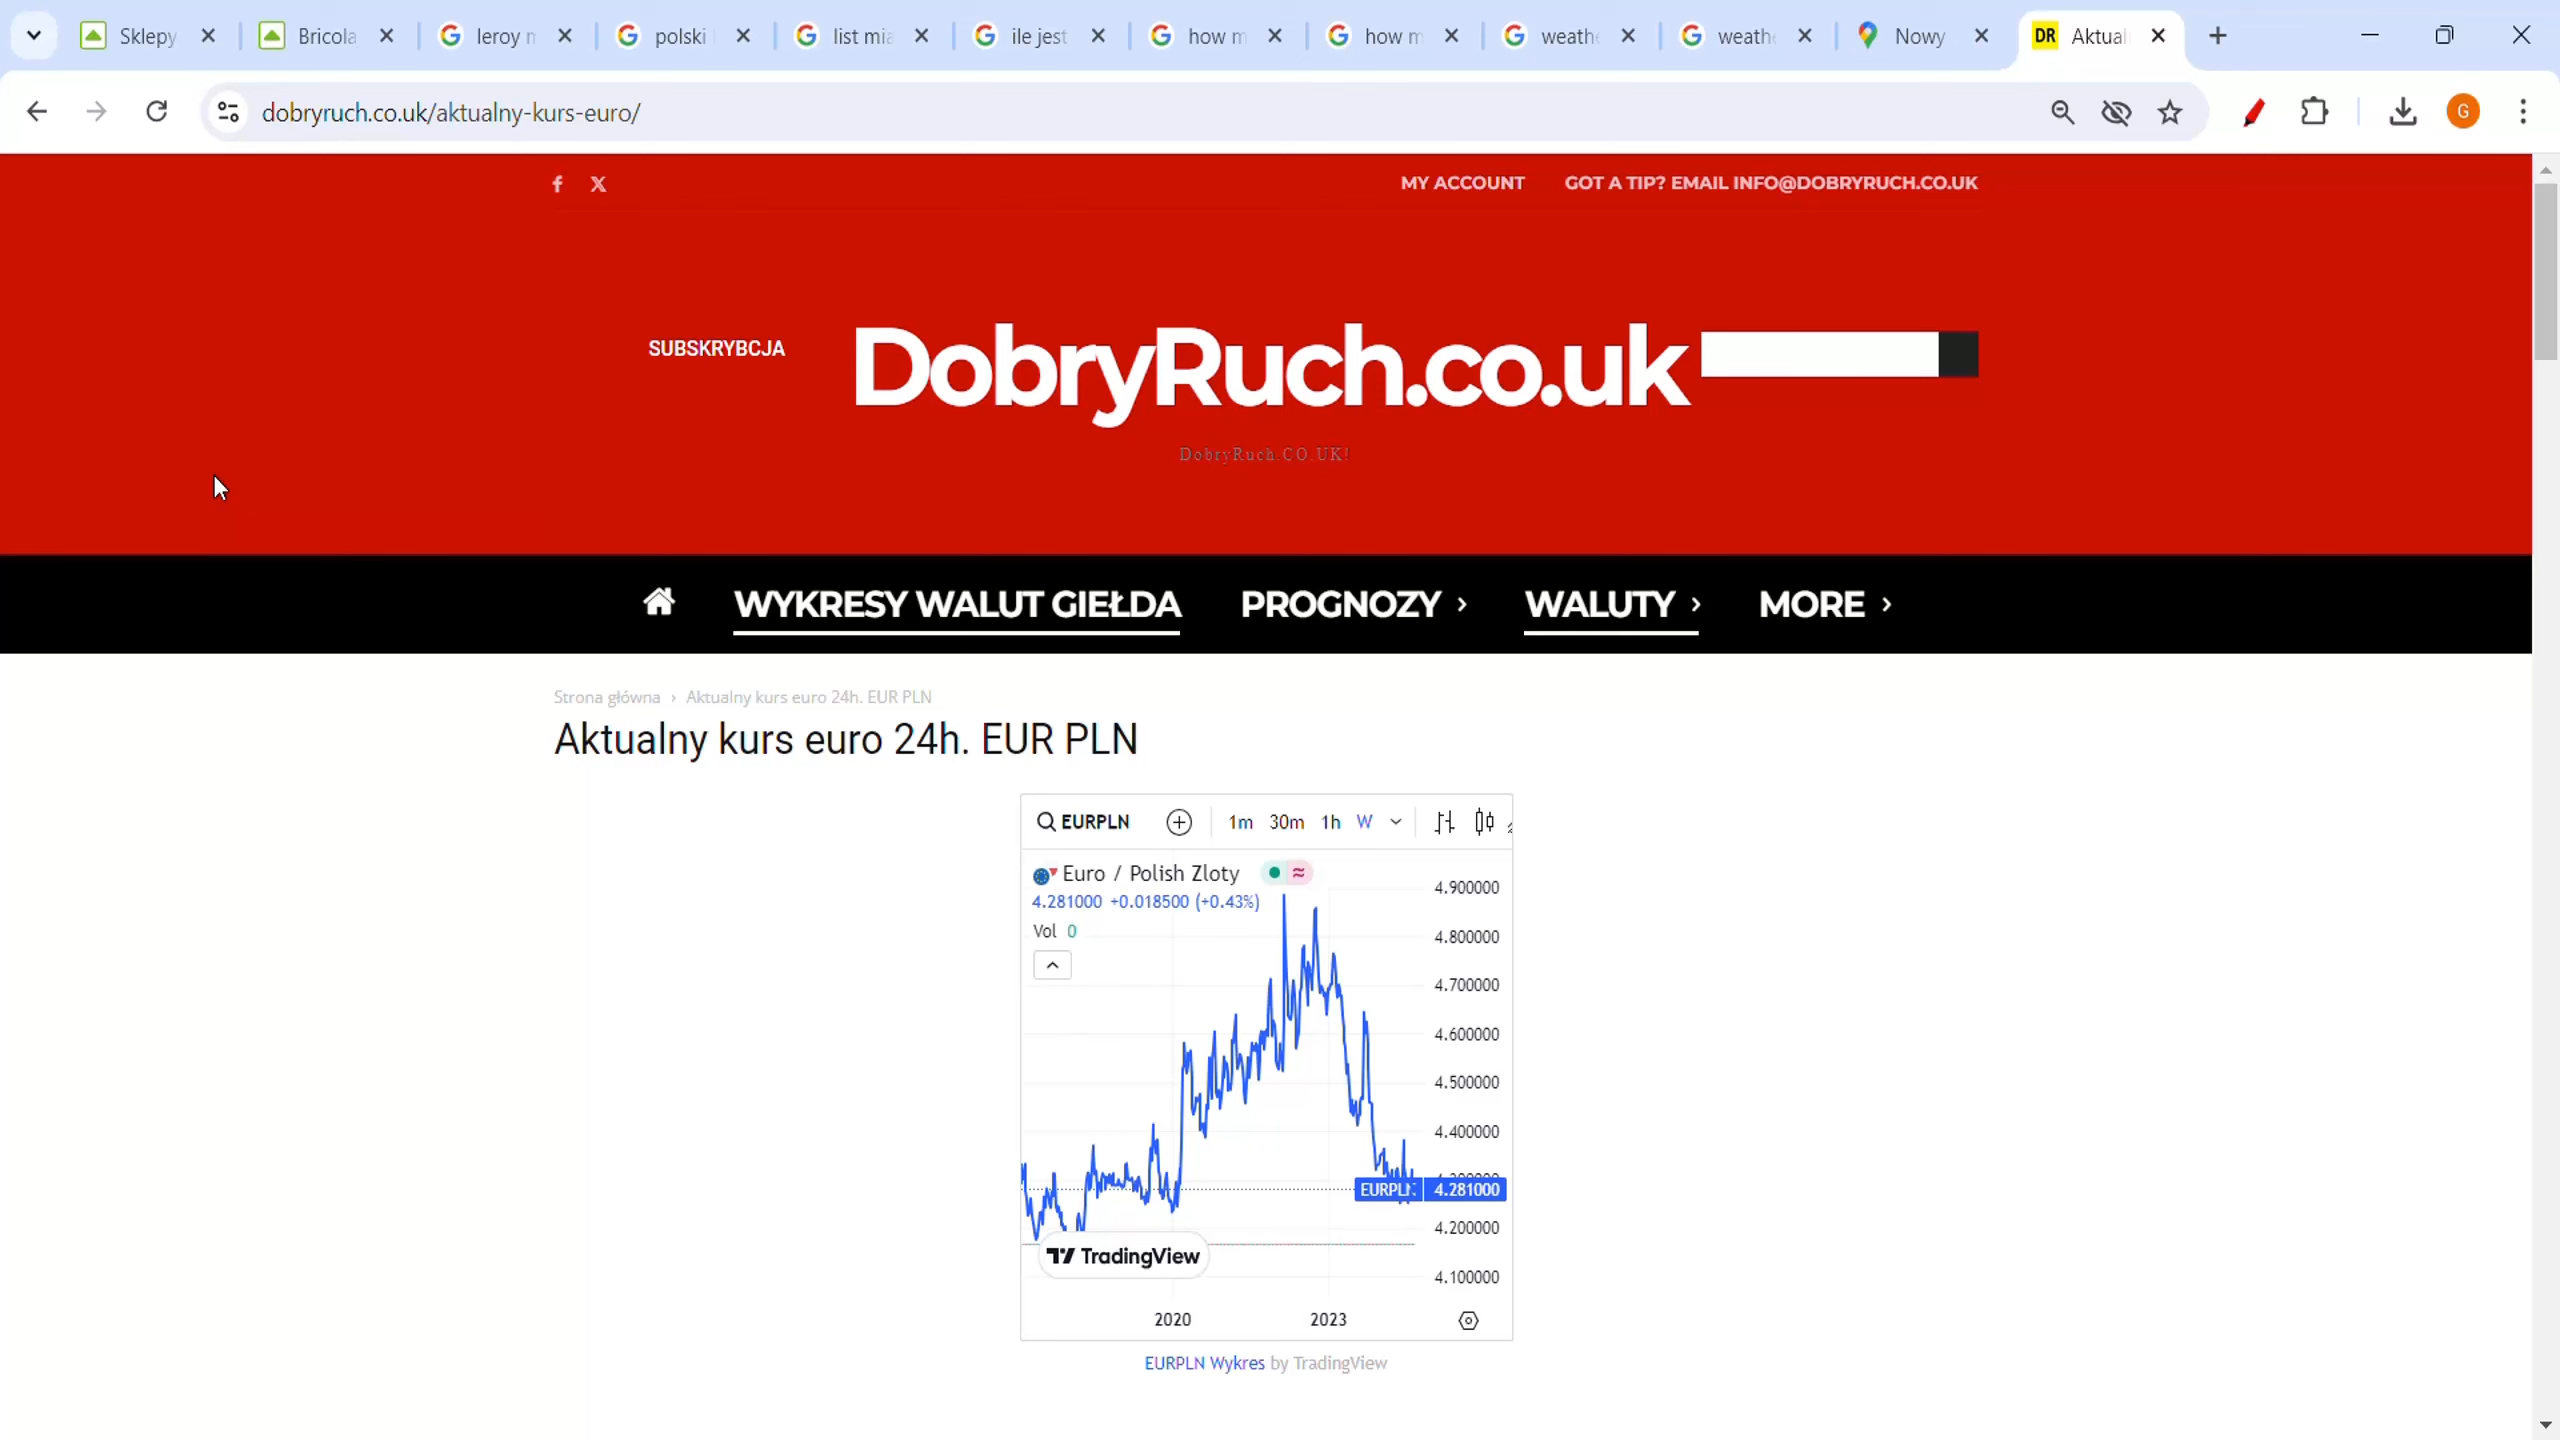 Sklepy
Bricola
leroy m
polski
list mia
ile jest
how m
how m
weathe
weathe
Nowy
DR Aktual
dobryruch.co.uk/aktualny-kurs-euro/
G
MY ACCOUNT
GOT A TIP? EMAIL INFO@DOBRYRUCH.CO.UK
SUBSKRYBCJA
DobryRuch.co.uk
DobryRuch.CO.UK!
WYKRESY WALUT GIEŁDA
PROGNOZY
WALUTY
MORE
Strona główna › Aktualny kurs euro 24h. EUR PLN
Aktualny kurs euro 24h. EUR PLN
EURPLN 1m 30m 1h W
Euro / Polish Zloty
4.281000 +0.018500 (+0.43%)
Vol 0
4.900000
4.800000
4.700000
4.600000
4.500000
4.400000
EURPLN 4.281000
4.200000
4.100000
TradingView
2020 2023
EURPLN Wykres by TradingView